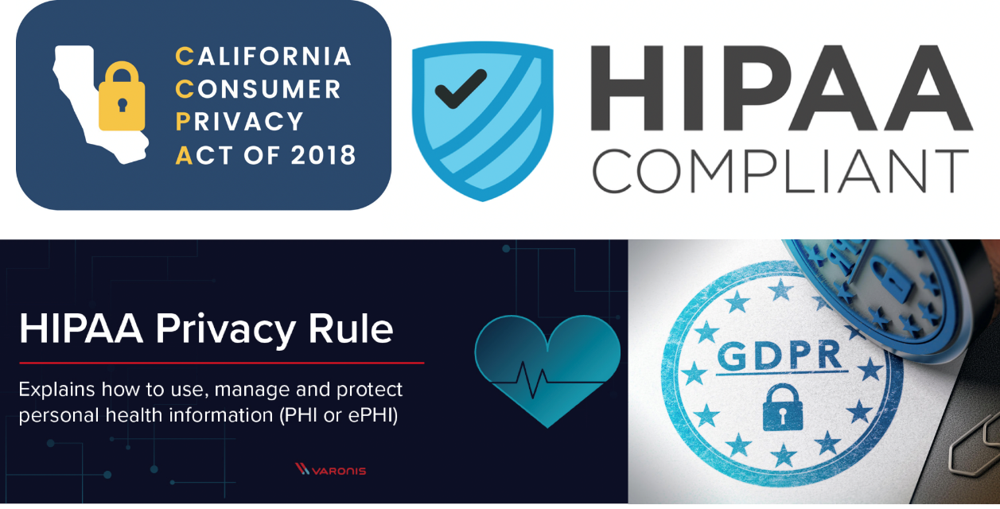 CALIFORNIA
CONSUMER
PRIVACY
ACT OF 2018
HIPAA
COMPLIANT
HIPAA Privacy Rule
Explains how to use, manage and protect
personal health information (PHI or ePHI)
VARONIS
GDPR